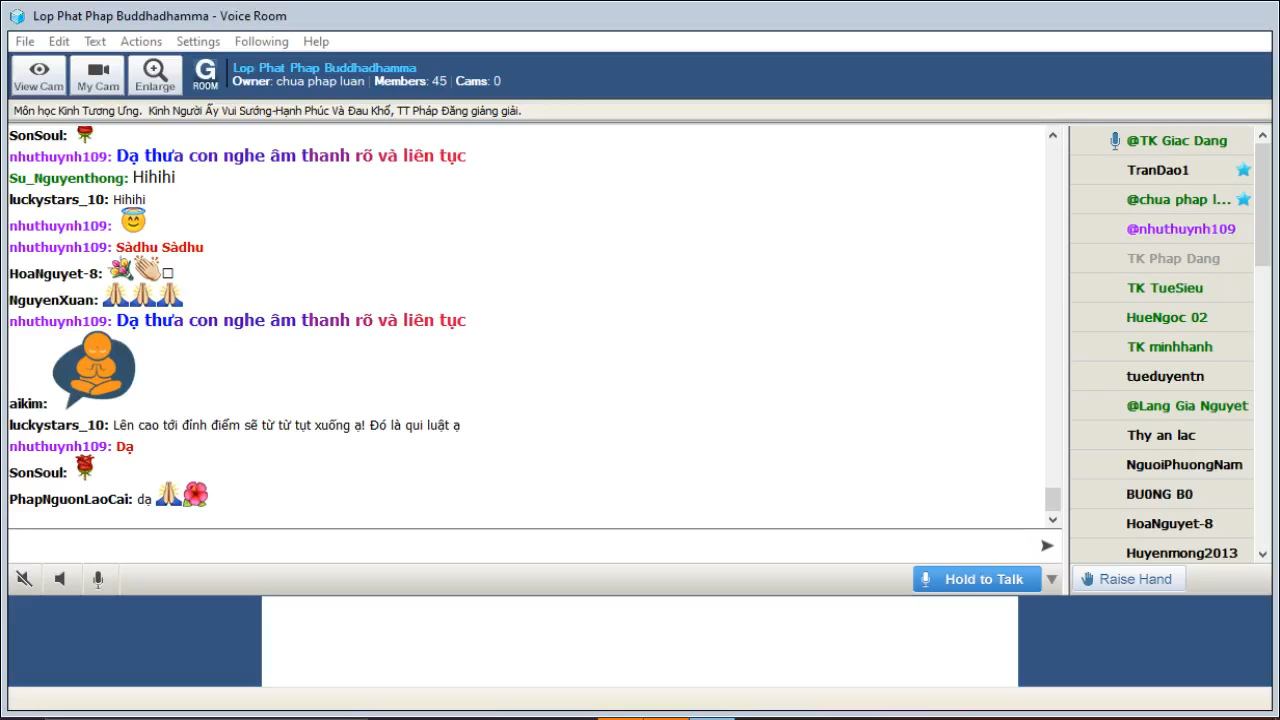 Lop Phat Phap Buddhadhamma - Voice Room
File Edit Text Actions Settings Following Help
View Cam My Cam Enlarge G ROOM
Lop Phat Phap Buddhadhamma
Owner: chua phap luan | Members: 45 | Cams: 0
Môn học Kinh Tương Ưng. Kinh Người Ấy Vui Sướng-Hạnh Phúc Và Đau Khổ, TT Pháp Đăng giảng giải.
SonSoul:
nhuthuynh109: Dạ thưa con nghe âm thanh rõ và liên tục
Su_Nguyenthong: Hihihi
luckystars_10: Hihihi
nhuthuynh109:
nhuthuynh109: Sàdhu Sàdhu
HoaNguyet-8:
NguyenXuan:
nhuthuynh109: Dạ thưa con nghe âm thanh rõ và liên tục
aikim:
luckystars_10: Lên cao tới đỉnh điểm sẽ từ từ tụt xuống ạ! Đó là qui luật ạ
nhuthuynh109: Dạ
SonSoul:
PhapNguonLaoCai: dạ
@TK Giac Dang
TranDao1
@chua phap l...
@nhuthuynh109
TK Phap Dang
TK TueSieu
HueNgoc 02
TK minhhanh
tueduyentn
@Lang Gia Nguyet
Thy an lac
NguoiPhuongNam
BU0NG B0
HoaNguyet-8
Huyenmong2013
Hold to Talk
Raise Hand